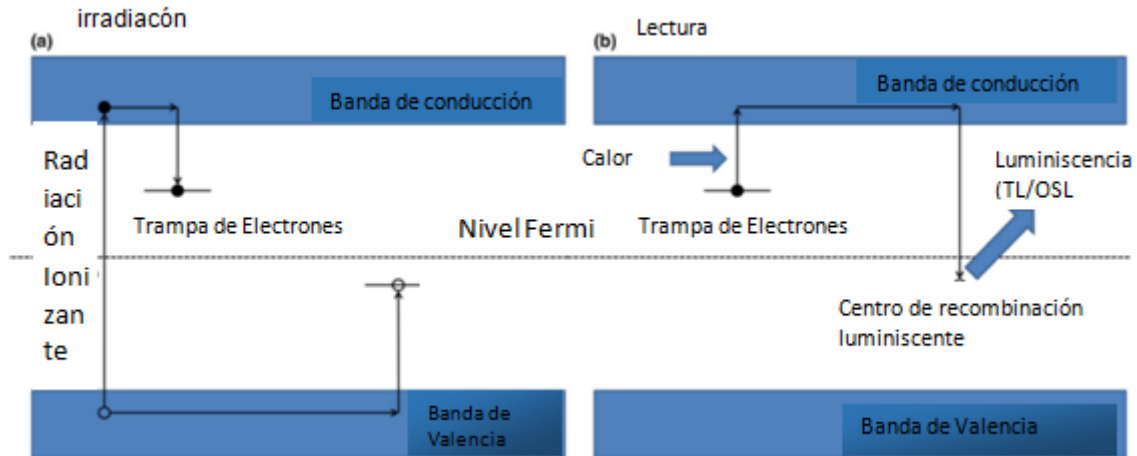 irradiacón
(a)
Banda de conducción
Rad
iaci
ón
Ioni
zan
te
Trampa de Electrones
Nivel Fermi
Banda de
Valencia
Lectura
(b)
Banda de conducción
Calor
Luminiscencia
(TL/OSL
Trampa de Electrones
Centro de recombinación
luminiscente
Banda de Valencia